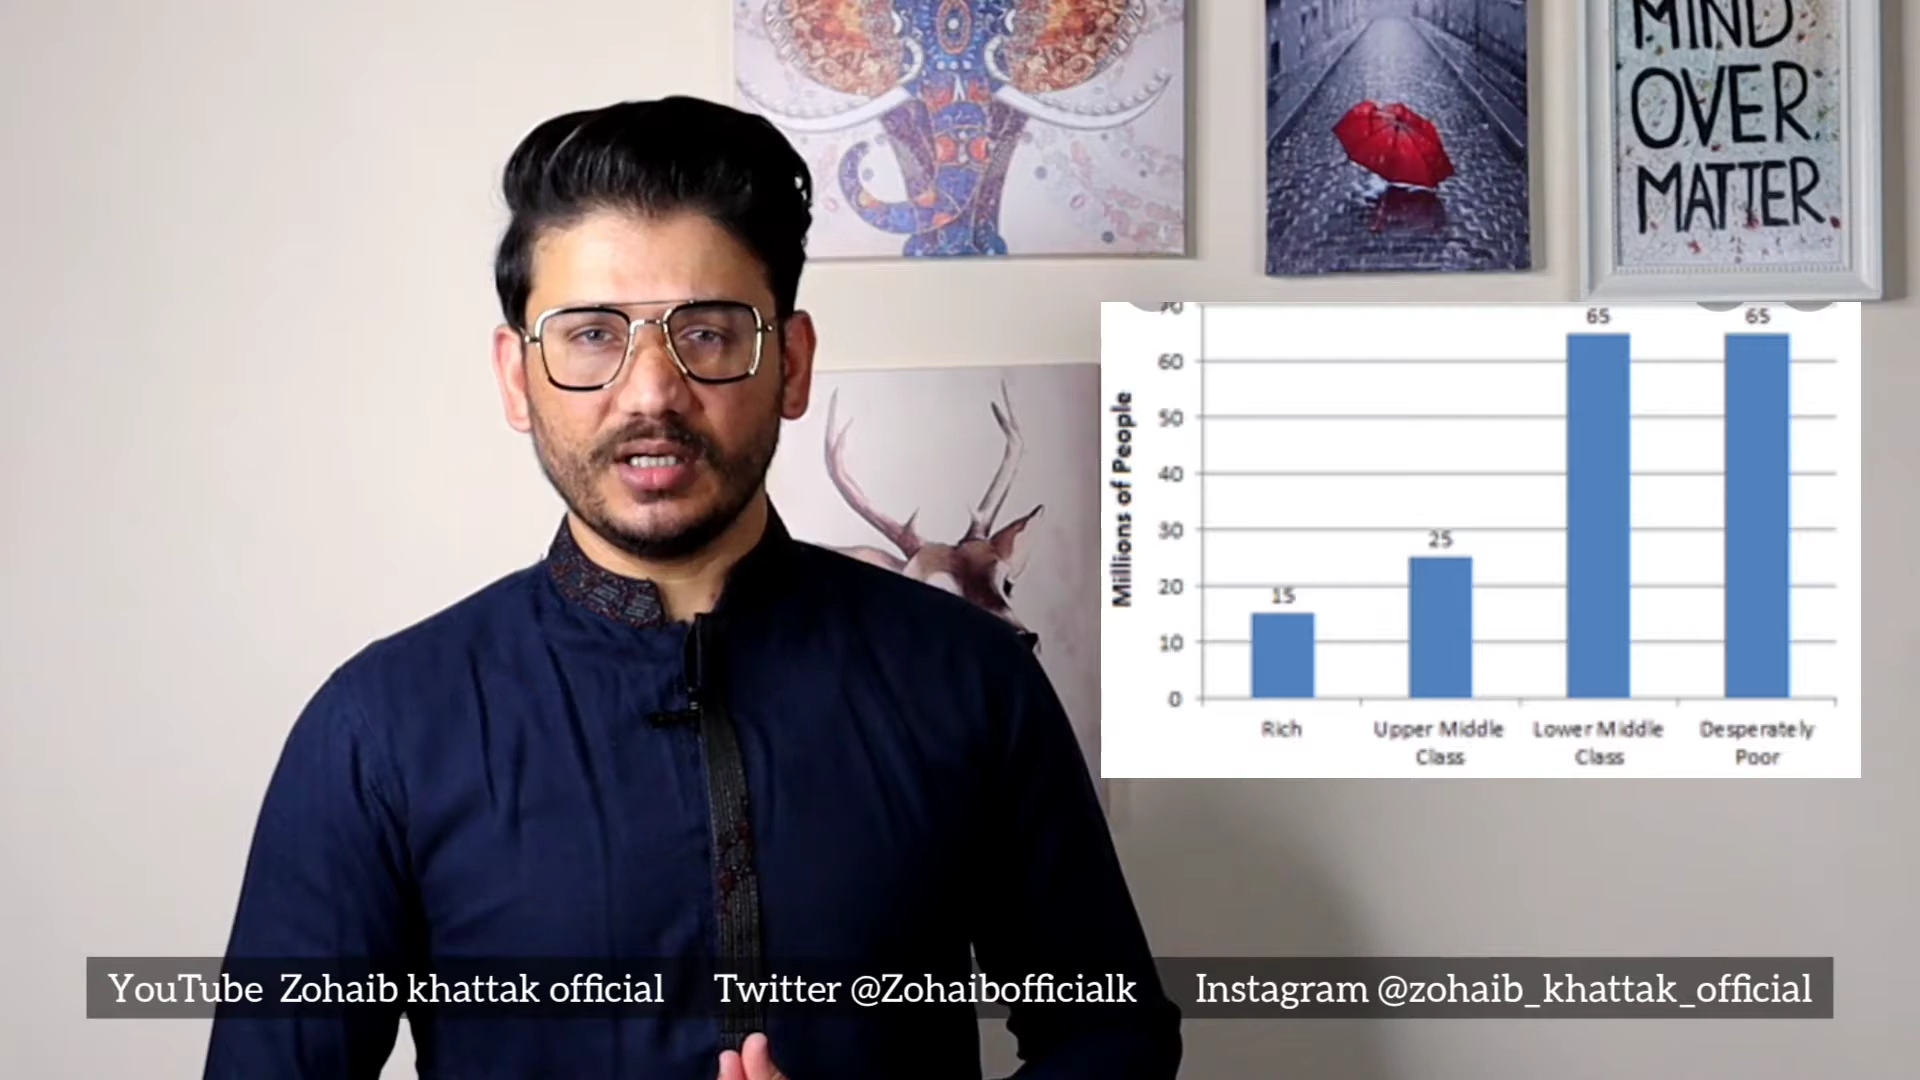 MIND
OVER
MATTER.
70
65
65
60
50
40
30
25
20
15
10
0
Millions of People
Rich
Upper Middle
Class
Lower Middle
Class
Desperately
Poor
YouTube Zohaib khattak official Twitter @Zohaibofficialk Instagram @zohaib_khattak_official